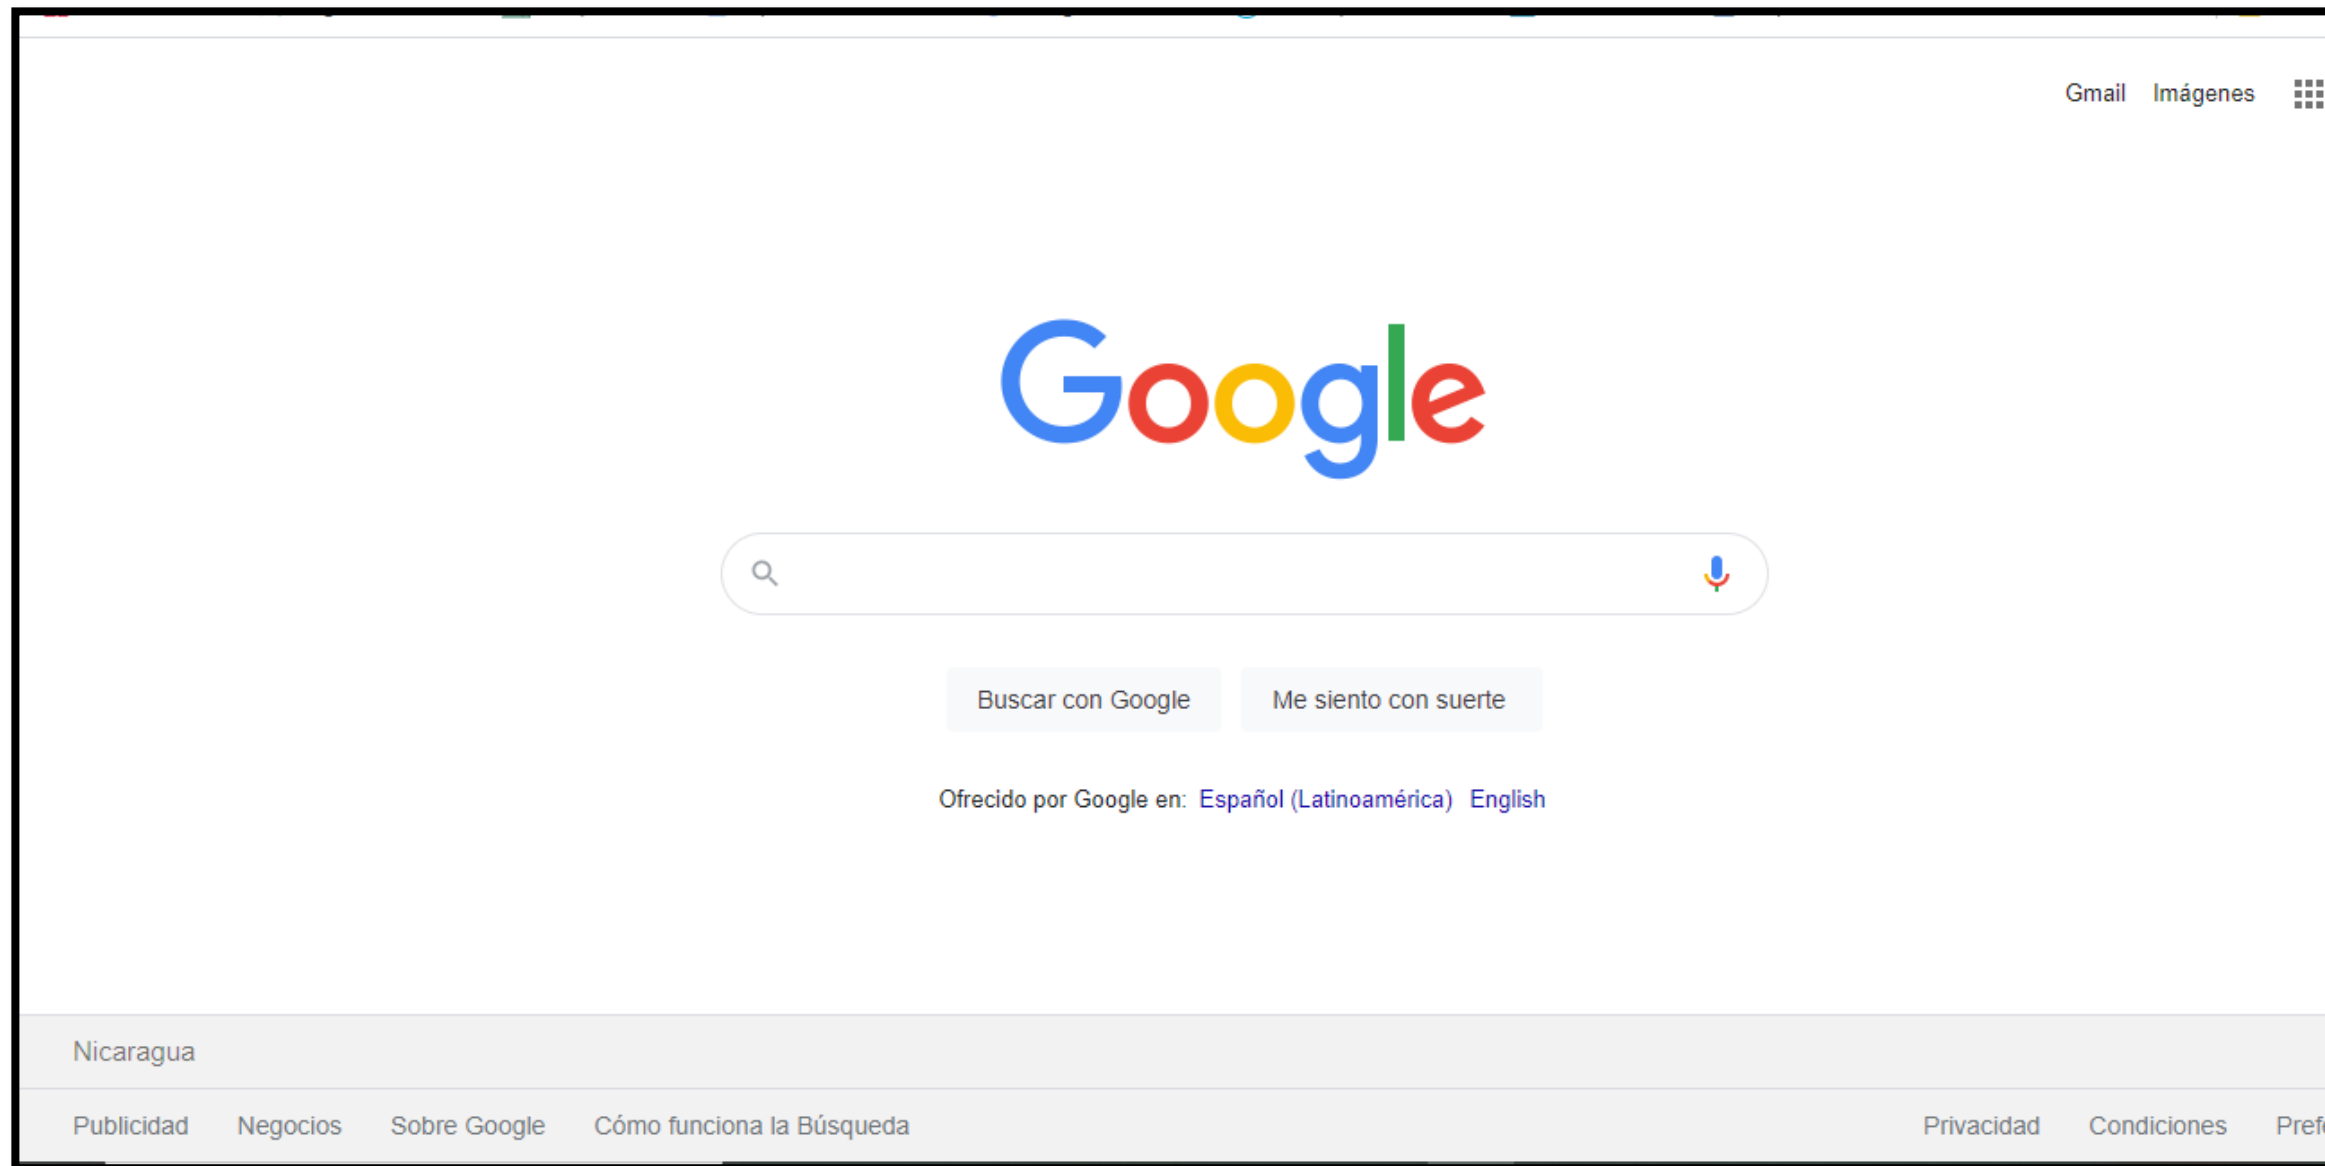 Gmail Imágenes
Google
Buscar con Google Me siento con suerte
Ofrecido por Google en: Español (Latinoamérica) English
Nicaragua
Publicidad Negocios Sobre Google Cómo funciona la Búsqueda Privacidad Condiciones